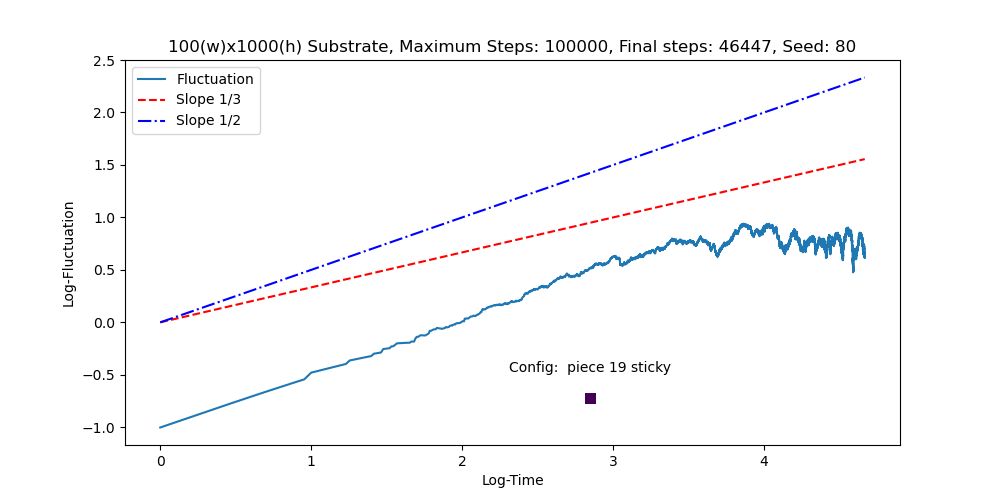 100(w)x1000(h) Substrate, Maximum Steps: 100000, Final steps: 46447, Seed: 80
Fluctuation
Slope 1/3
Slope 1/2
2.5
2.0
1.5
1.0
0.5
0.0
−0.5
−1.0
Log-Fluctuation
Config:  piece 19 sticky
0 1 2 3 4
Log-Time